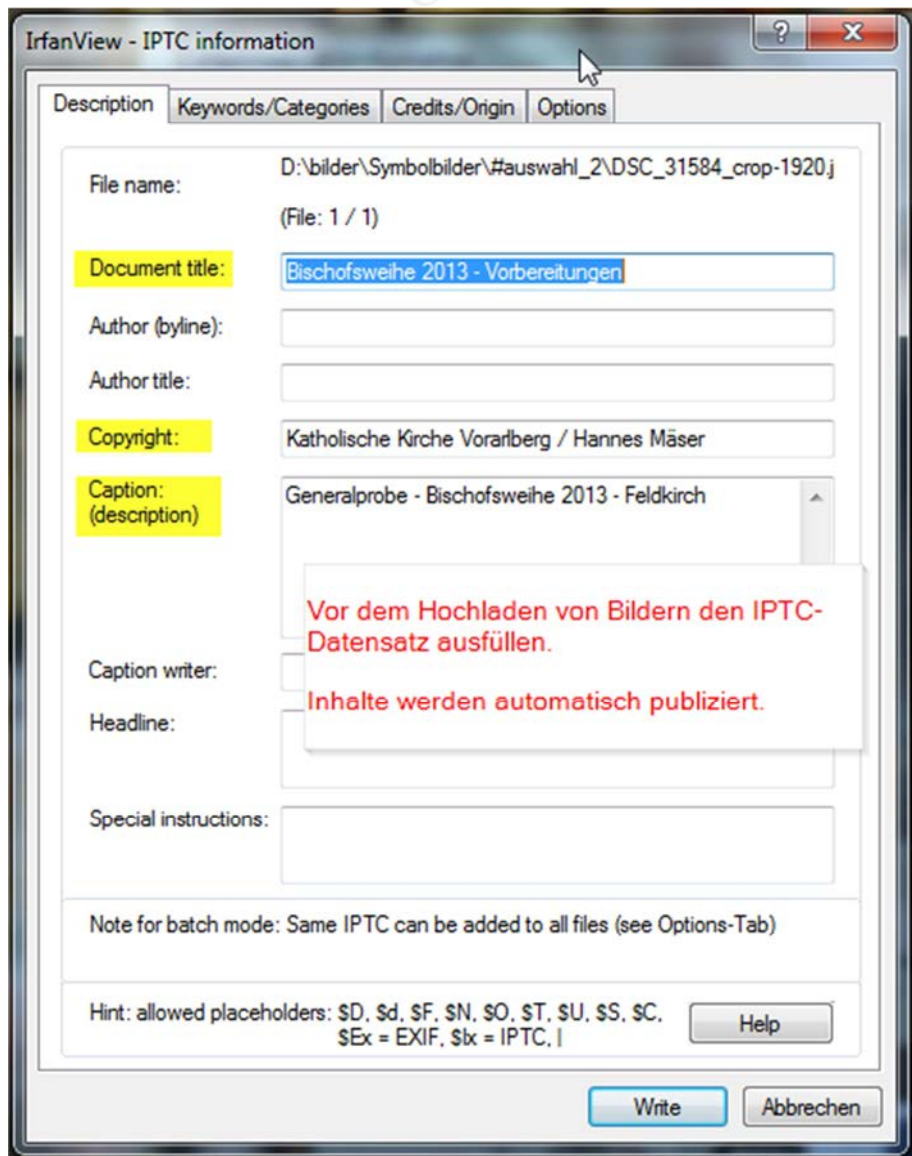 IrfanView - IPTC information
Description Keywords/Categories Credits/Origin Options
File name: D:\bilder\Symbolbilder\#auswahl_2\DSC_31584_crop-1920.j
(File: 1 / 1)
Document title: Bischofsweihe 2013 - Vorbereitungen
Author (byline):
Author title:
Copyright: Katholische Kirche Vorarlberg / Hannes Mäser
Caption: Generalprobe - Bischofsweihe 2013 - Feldkirch
(description)
Vor dem Hochladen von Bildern den IPTC-
Datensatz ausfüllen.
Caption writer:
Inhalte werden automatisch publiziert.
Headline:
Special instructions:
Note for batch mode: Same IPTC can be added to all files (see Options-Tab)
Hint: allowed placeholders: $D, $d, $F, $N, $O, $T, $U, $S, $C,
$Ex = EXIF, $Ix = IPTC, |
Help
Write Abbrechen